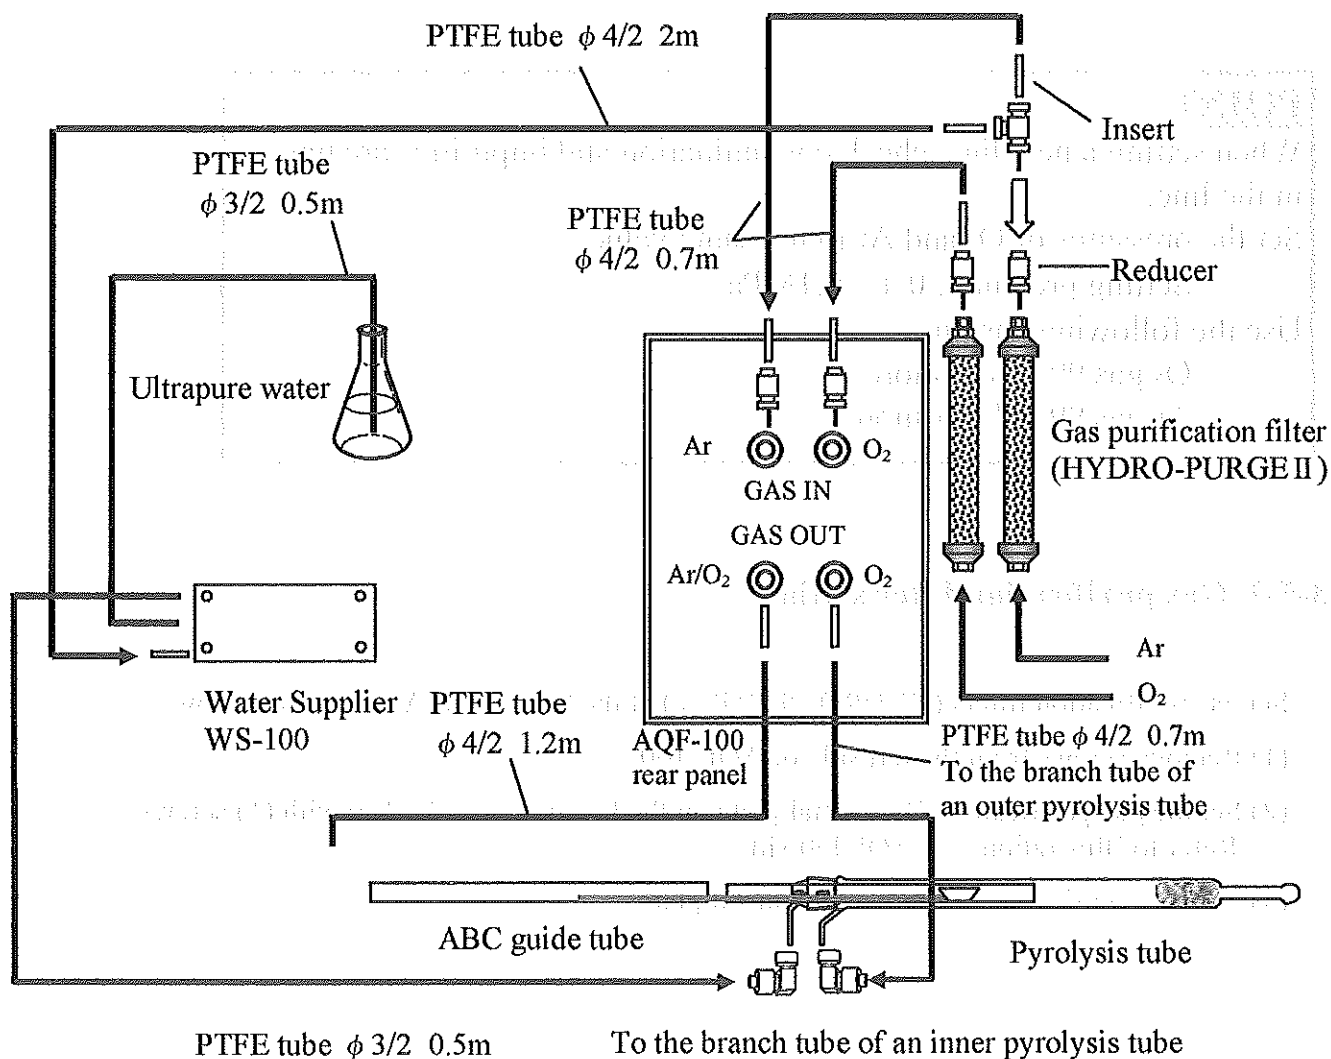 PTFE tube φ 4/2 2m
Insert
PTFE tube
φ 3/2 0.5m
PTFE tube
φ 4/2 0.7m
Reducer
Ultrapure water
Ar
O₂
GAS IN
Gas purification filter
(HYDRO-PURGE Ⅱ)
GAS OUT
Ar/O₂
O₂
Ar
O₂
Water Supplier
WS-100
PTFE tube
φ 4/2 1.2m
AQF-100
rear panel
PTFE tube φ 4/2 0.7m
To the branch tube of
an outer pyrolysis tube
ABC guide tube
Pyrolysis tube
PTFE tube φ 3/2 0.5m
To the branch tube of an inner pyrolysis tube